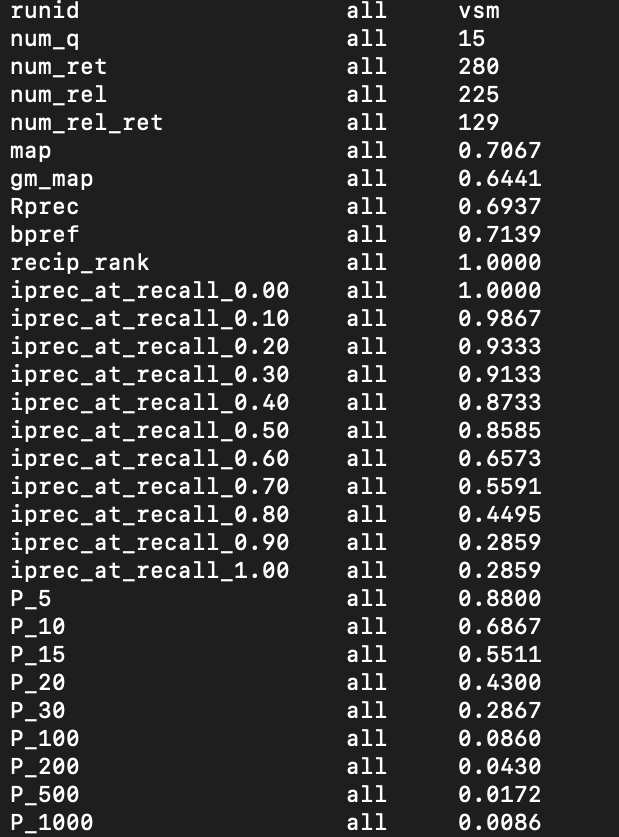 runid all vsm
num_q all 15
num_ret all 280
num_rel all 225
num_rel_ret all 129
map all 0.7067
gm_map all 0.6441
Rprec all 0.6937
bpref all 0.7139
recip_rank all 1.0000
iprec_at_recall_0.00 all 1.0000
iprec_at_recall_0.10 all 0.9867
iprec_at_recall_0.20 all 0.9333
iprec_at_recall_0.30 all 0.9133
iprec_at_recall_0.40 all 0.8733
iprec_at_recall_0.50 all 0.8585
iprec_at_recall_0.60 all 0.6573
iprec_at_recall_0.70 all 0.5591
iprec_at_recall_0.80 all 0.4495
iprec_at_recall_0.90 all 0.2859
iprec_at_recall_1.00 all 0.2859
P_5 all 0.8800
P_10 all 0.6867
P_15 all 0.5511
P_20 all 0.4300
P_30 all 0.2867
P_100 all 0.0860
P_200 all 0.0430
P_500 all 0.0172
P_1000 all 0.0086